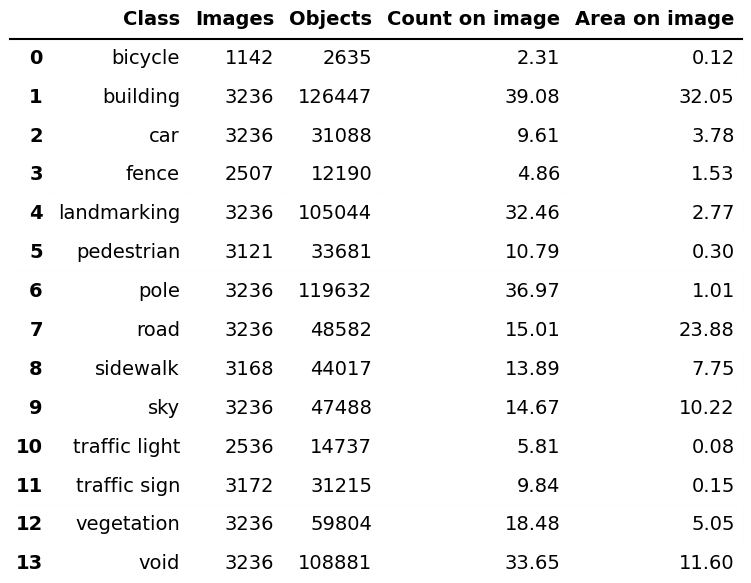 Class Images Objects Count on image Area on image
0 bicycle 1142 2635 2.31 0.12
1 building 3236 126447 39.08 32.05
2 car 3236 31088 9.61 3.78
3 fence 2507 12190 4.86 1.53
4 landmarking 3236 105044 32.46 2.77
5 pedestrian 3121 33681 10.79 0.30
6 pole 3236 119632 36.97 1.01
7 road 3236 48582 15.01 23.88
8 sidewalk 3168 44017 13.89 7.75
9 sky 3236 47488 14.67 10.22
10 traffic light 2536 14737 5.81 0.08
11 traffic sign 3172 31215 9.84 0.15
12 vegetation 3236 59804 18.48 5.05
13 void 3236 108881 33.65 11.60